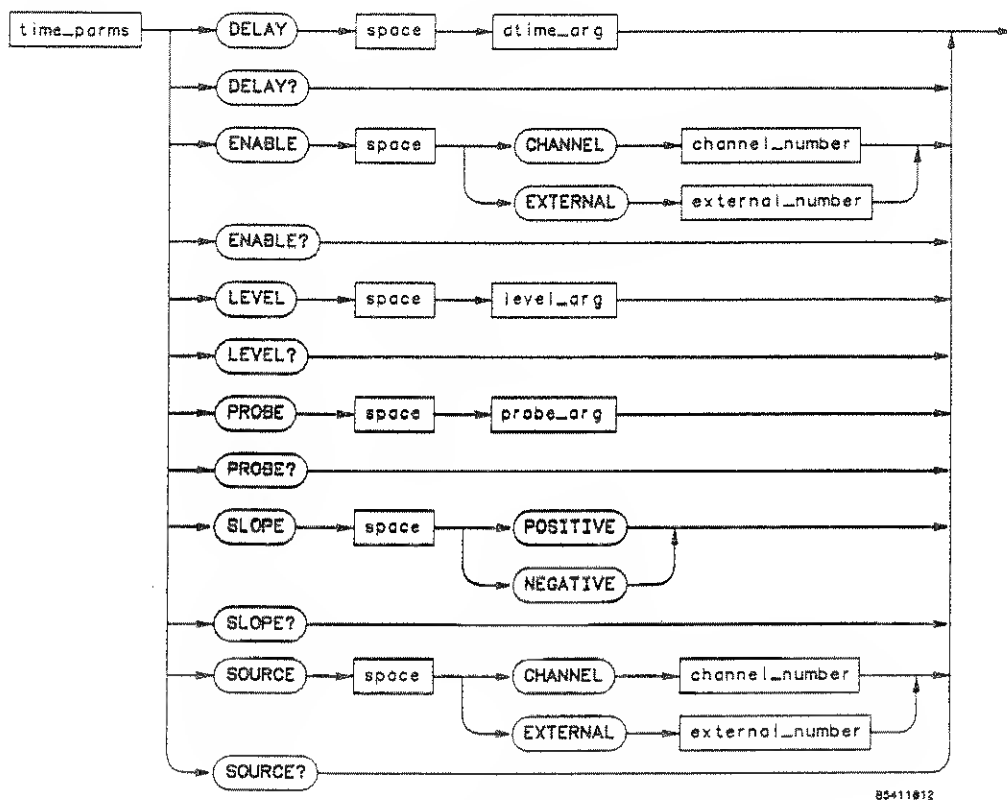 time_parms DELAY space dtime_arg
DELAY?
ENABLE space CHANNEL channel_number
EXTERNAL external_number
ENABLE?
LEVEL space level_arg
LEVEL?
PROBE space probe_arg
PROBE?
SLOPE space POSITIVE
NEGATIVE
SLOPE?
SOURCE space CHANNEL channel_number
EXTERNAL external_number
SOURCE?
85411012